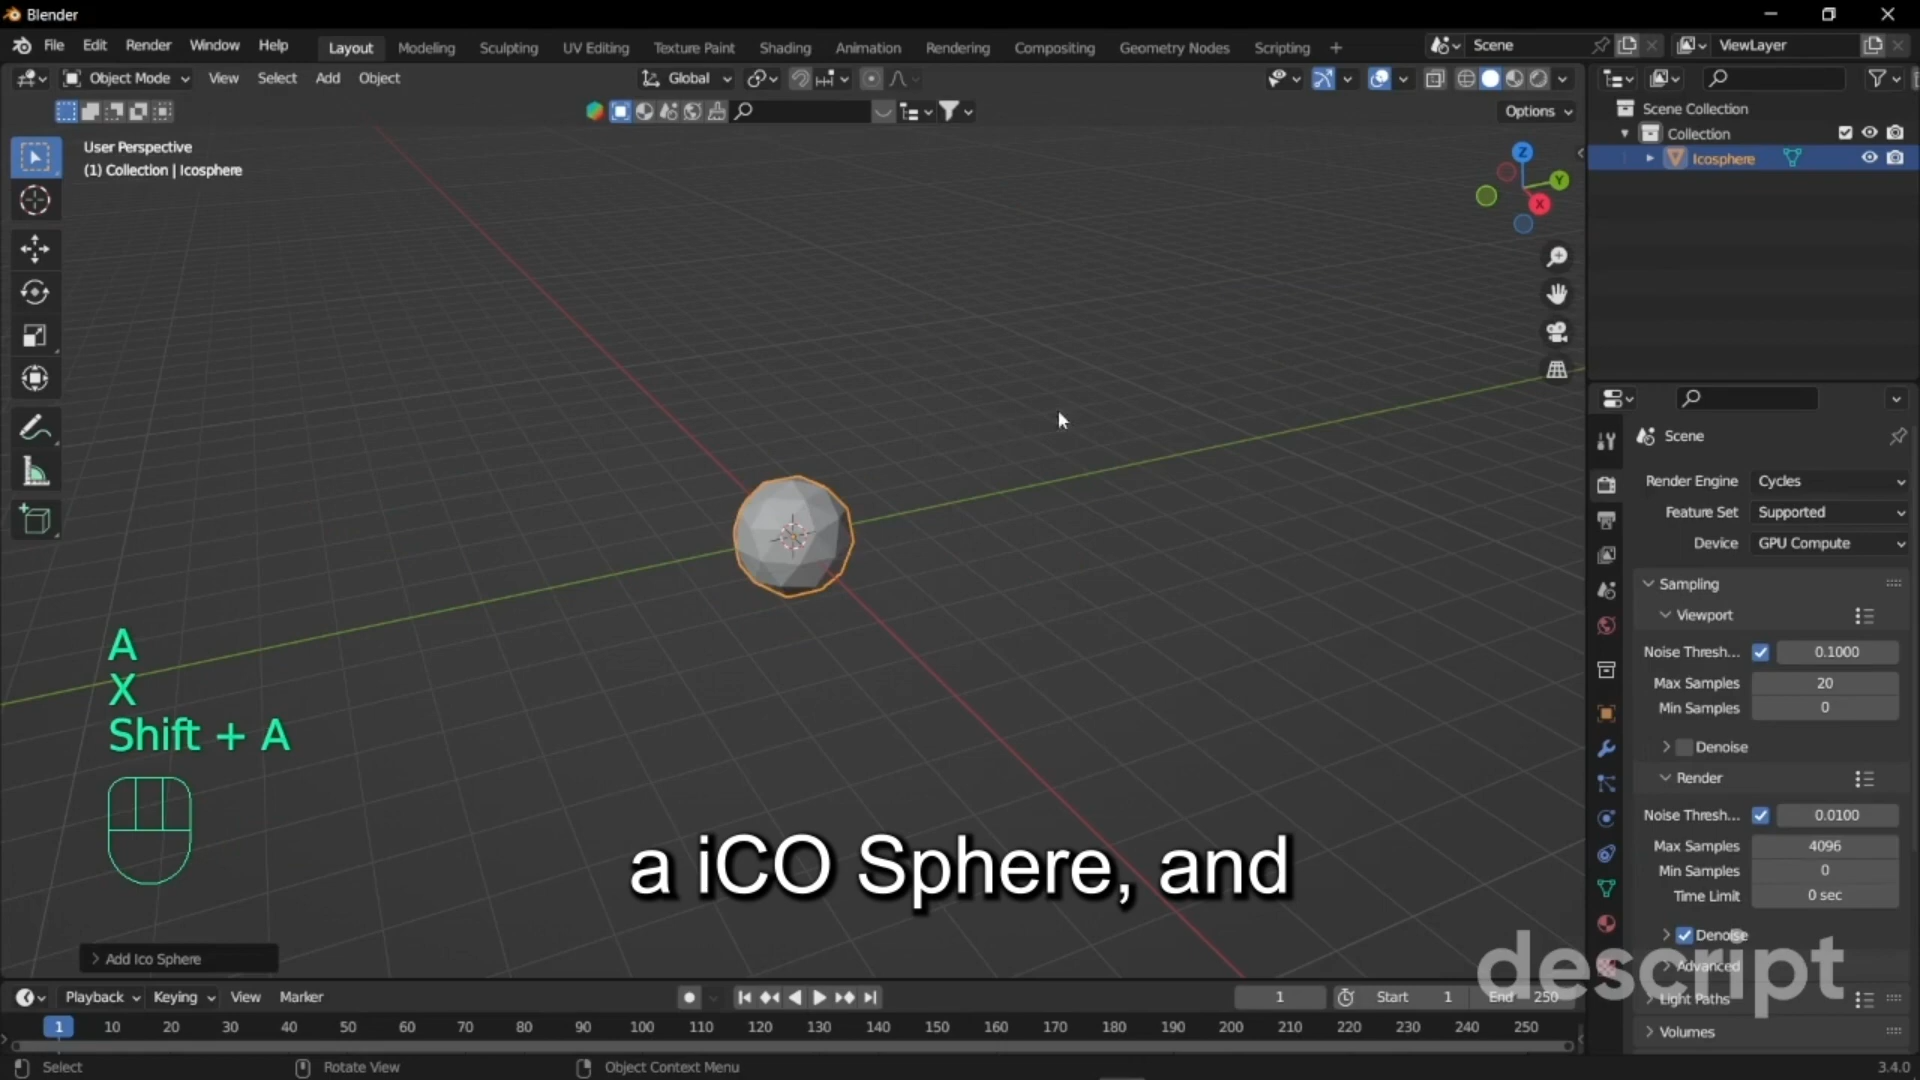 Blender
File Edit Render Window Help Layout Modeling Sculpting UV Editing Texture Paint Shading Animation Rendering Compositing Geometry Nodes Scripting + Scene ViewLayer
Object Mode View Select Add Object Global
Options
User Perspective
(1) Collection | Icosphere
Z
Y
X
Scene Collection
Collection
Icosphere
Scene
Render Engine Cycles
Feature Set Supported
Device GPU Compute
Sampling
Viewport
Noise Thresh... 0.1000
Max Samples 20
Min Samples 0
Denoise
Render
Noise Thresh... 0.0100
Max Samples 4096
Min Samples 0
Time Limit 0 sec
Denoise
Advanced
Light Paths
Volumes
A
X
Shift + A
a iCO Sphere, and
descript
Add Ico Sphere
Playback Keying View Marker 1 Start 1 End 250
1 10 20 30 40 50 60 70 80 90 100 110 120 130 140 150 160 170 180 190 200 210 220 230 240 250
Select Rotate View Object Context Menu 3.4.0